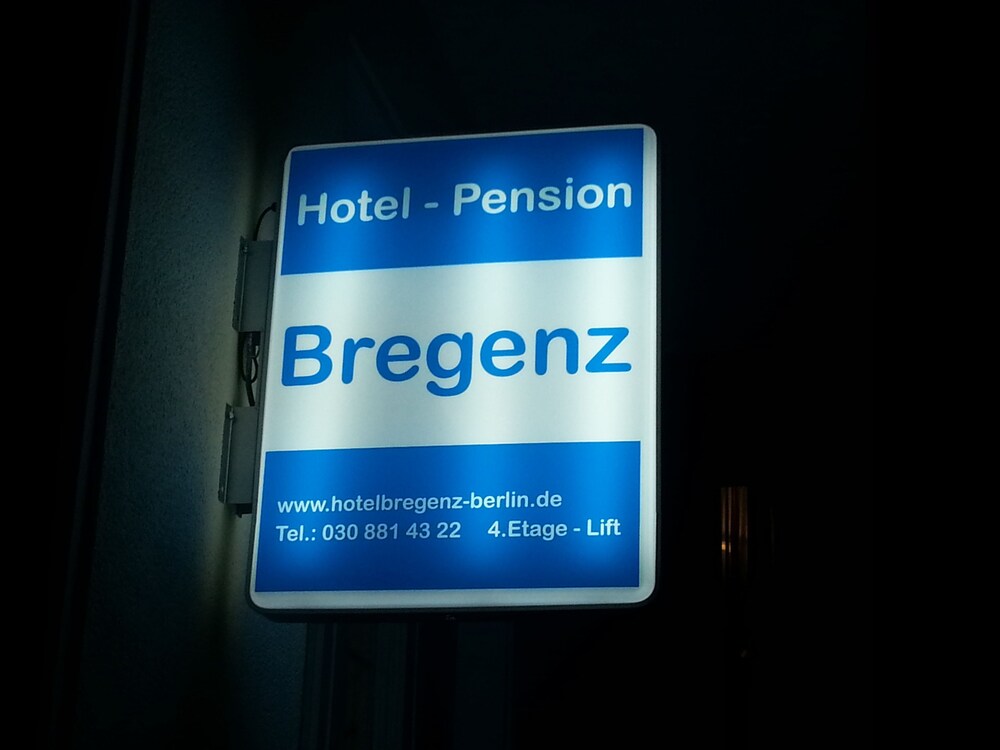 Hotel - Pension
Bregenz
www.hotelbregenz-berlin.de
Tel.: 030 881 43 22 4.Etage - Lift